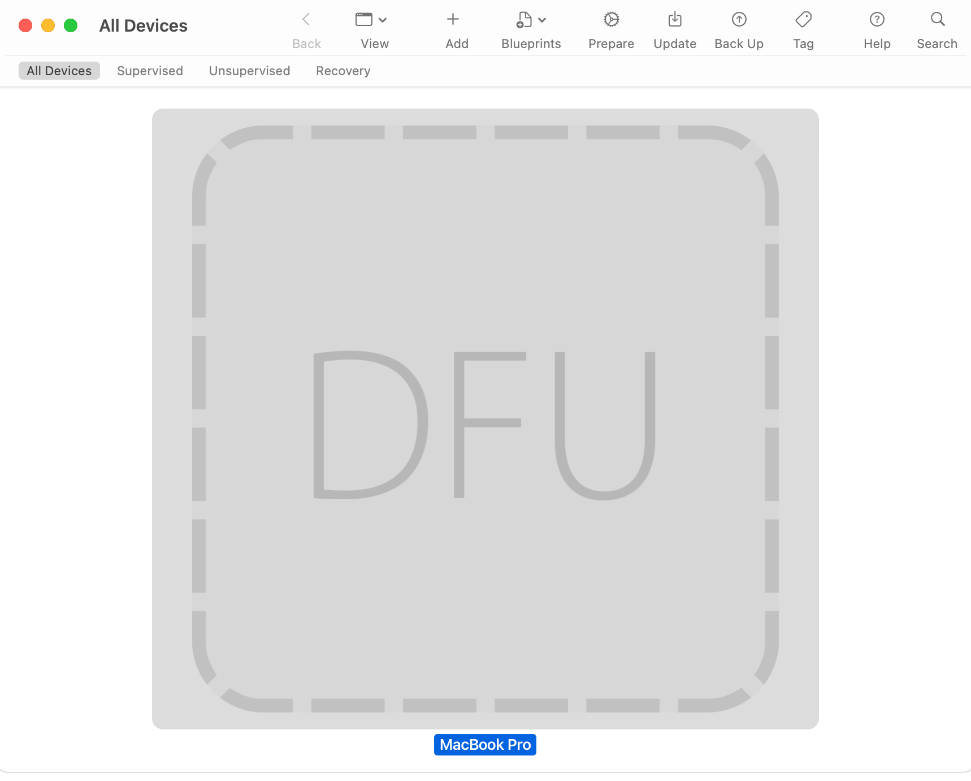 All Devices
Back View Add Blueprints Prepare Update Back Up Tag Help Search
All Devices Supervised Unsupervised Recovery
DFU
MacBook Pro